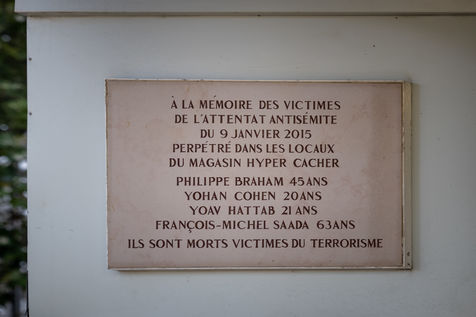 À LA MÉMOIRE DES VICTIMES
DE L'ATTENTAT ANTISÉMITE
DU 9 JANVIER 2015
PERPÉTRÉ DANS LES LOCAUX
DU MAGASIN HYPER CACHER
PHILIPPE BRAHAM 45 ANS
YOHAN COHEN 20 ANS
YOAV HATTAB 21 ANS
FRANÇOIS-MICHEL SAADA 63 ANS
ILS SONT MORTS VICTIMES DU TERRORISME